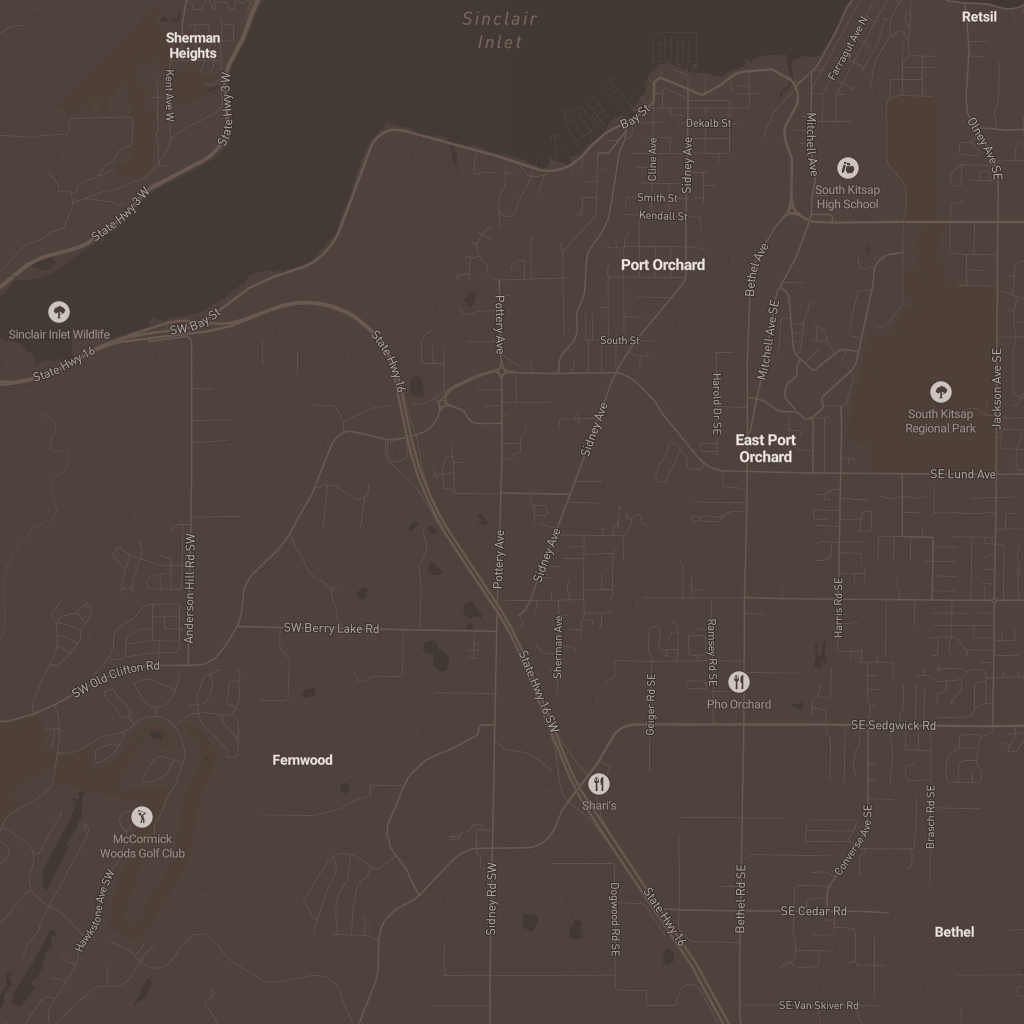 Sinclair
Inlet
Retsil
Sherman
Heights
Farragut Ave N
Kent Ave W
State Hwy 3 W
Bay St
Dekalb St
Mitchell Ave
Olney Ave SE
Cline Ave
Sidney Ave
South Kitsap
High School
State Hwy 3 W
Smith St
Kendall St
Port Orchard
Bethel Ave
Sinclair Inlet Wildlife
SW Bay St
Pottery Ave
Mitchell Ave SE
State Hwy 16
State Hwy 16
South St
Harold Dr SE
Jackson Ave SE
South Kitsap
Regional Park
Sidney Ave
East Port
Orchard
SE Lund Ave
Anderson Hill Rd SW
Pottery Ave
Sidney Ave
Harris Rd SE
SW Berry Lake Rd
Sherman Ave
Ramsey Rd SE
SW Old Clifton Rd
State Hwy 16 SW
Geiger Rd SE
Pho Orchard
SE Sedgwick Rd
Fernwood
Shari's
McCormick
Woods Golf Club
Brasch Rd SE
Converse Ave SE
Hawkstone Ave SW
Sidney Rd SW
Dogwood Rd SE
State Hwy 16
Bethel Rd SE
SE Cedar Rd
Bethel
SE Van Skiver Rd